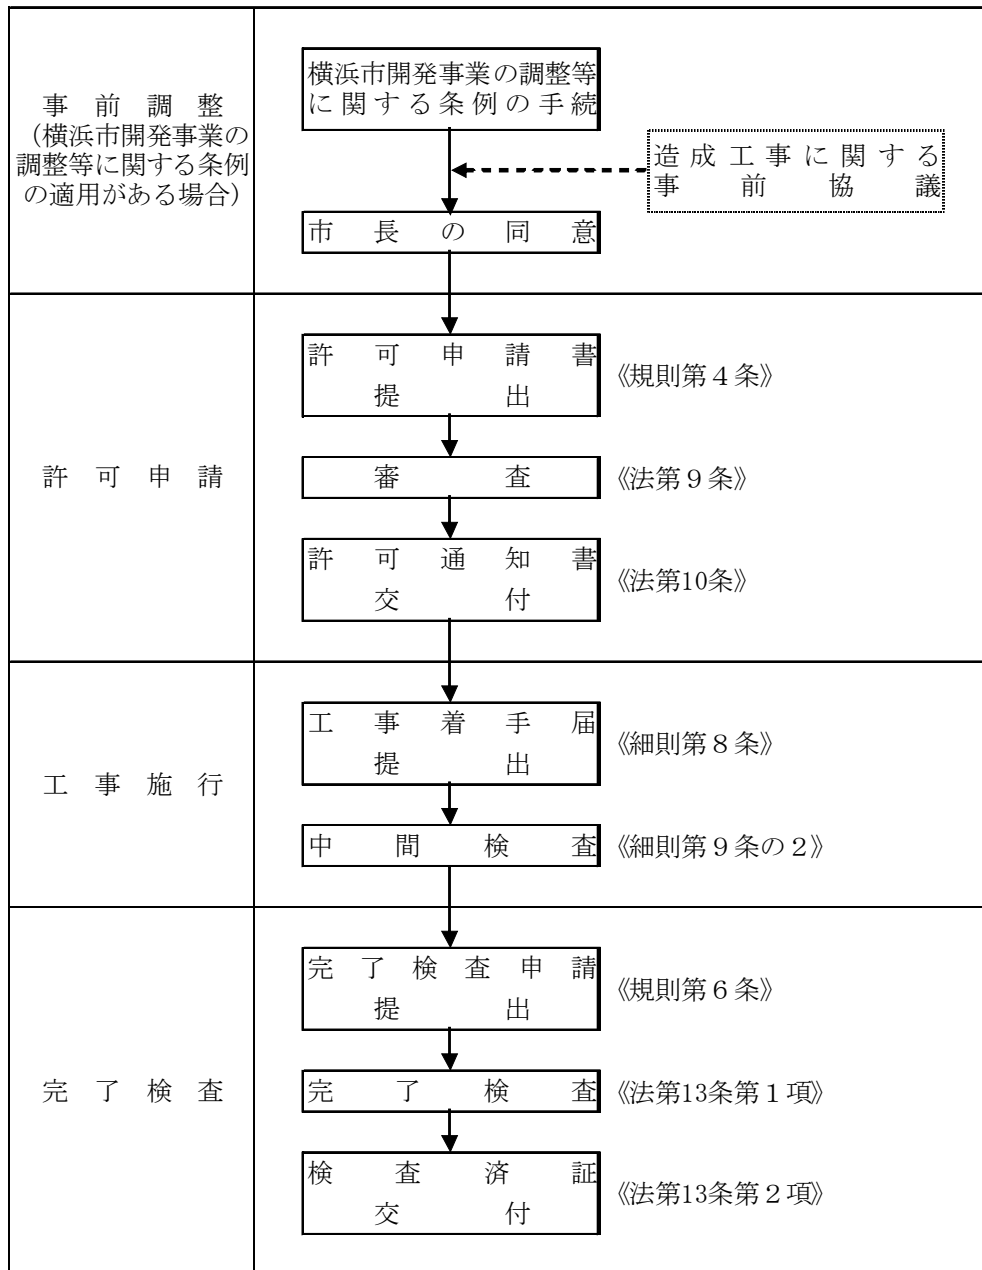 事前調整
（横浜市開発事業の
調整等に関する条例
の適用がある場合）
横浜市開発事業の調整等
に関する条例の手続
造成工事に関する
事前協議
市長の同意
許可申請
許可申請書
提出
《規則第４条》
審査
《法第９条》
許可通知書
交付
《法第10条》
工事施行
工事着手届
提出
《細則第８条》
中間検査
《細則第９条の２》
完了検査
完了検査申請
提出
《規則第６条》
完了検査
《法第13条第１項》
検査済証
交付
《法第13条第２項》